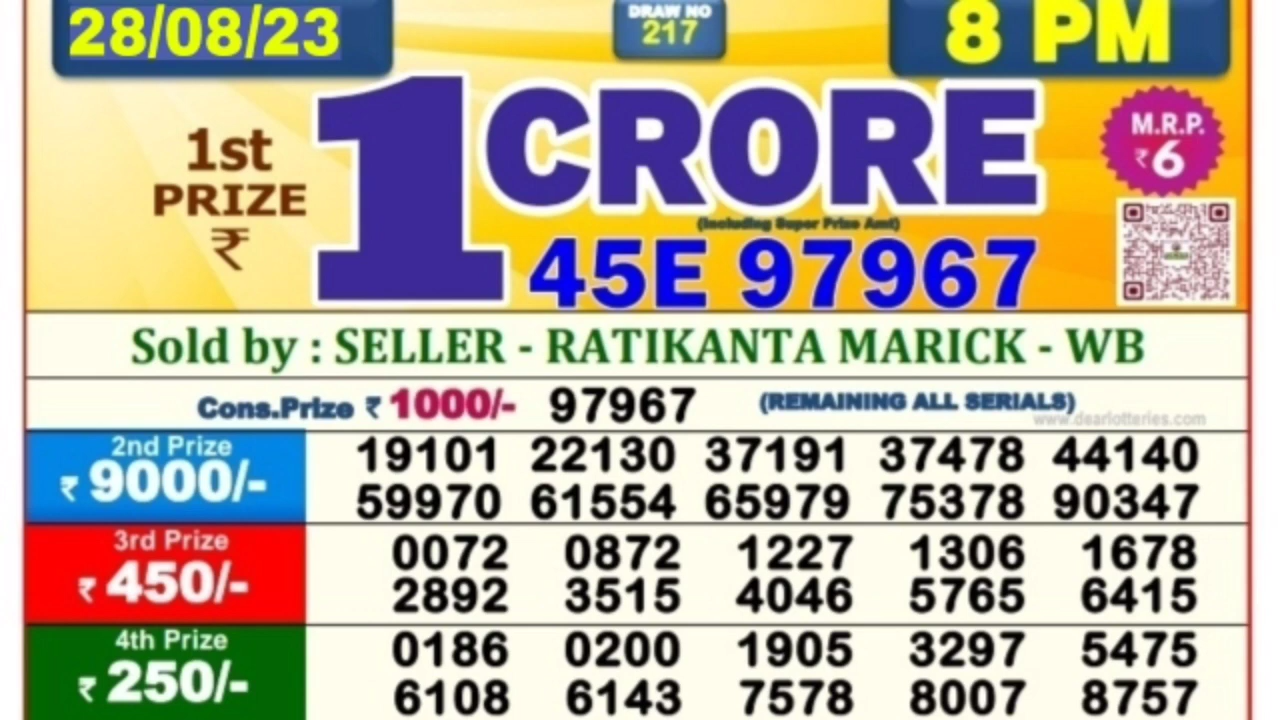 28/08/23
DRAW NO
217
8 PM
1st
PRIZE
₹
1 CRORE
(Including Super Prize Amt)
45E 97967
M.R.P.
₹6
Sold by : SELLER - RATIKANTA MARICK - WB
Cons.Prize ₹ 1000/- 97967 (REMAINING ALL SERIALS)
www.dearlotteries.com
2nd Prize
₹ 9000/-
19101 22130 37191 37478 44140
59970 61554 65979 75378 90347
3rd Prize
₹ 450/-
0072 0872 1227 1306 1678
2892 3515 4046 5765 6415
4th Prize
₹ 250/-
0186 0200 1905 3297 5475
6108 6143 7578 8007 8757